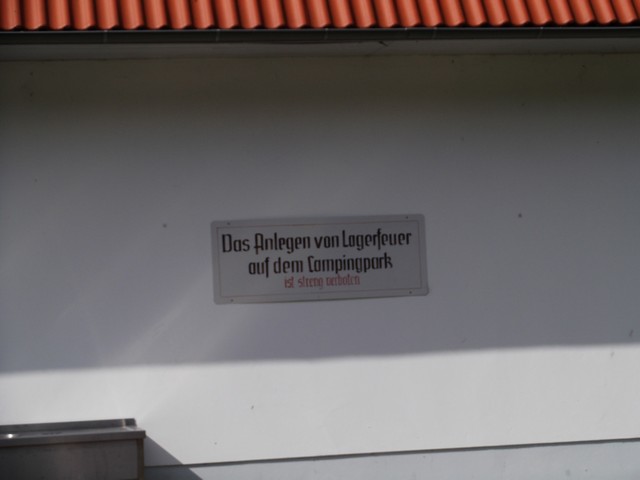 Das Anlegen von Lagerfeuer
auf dem Campingpark
ist streng verboten